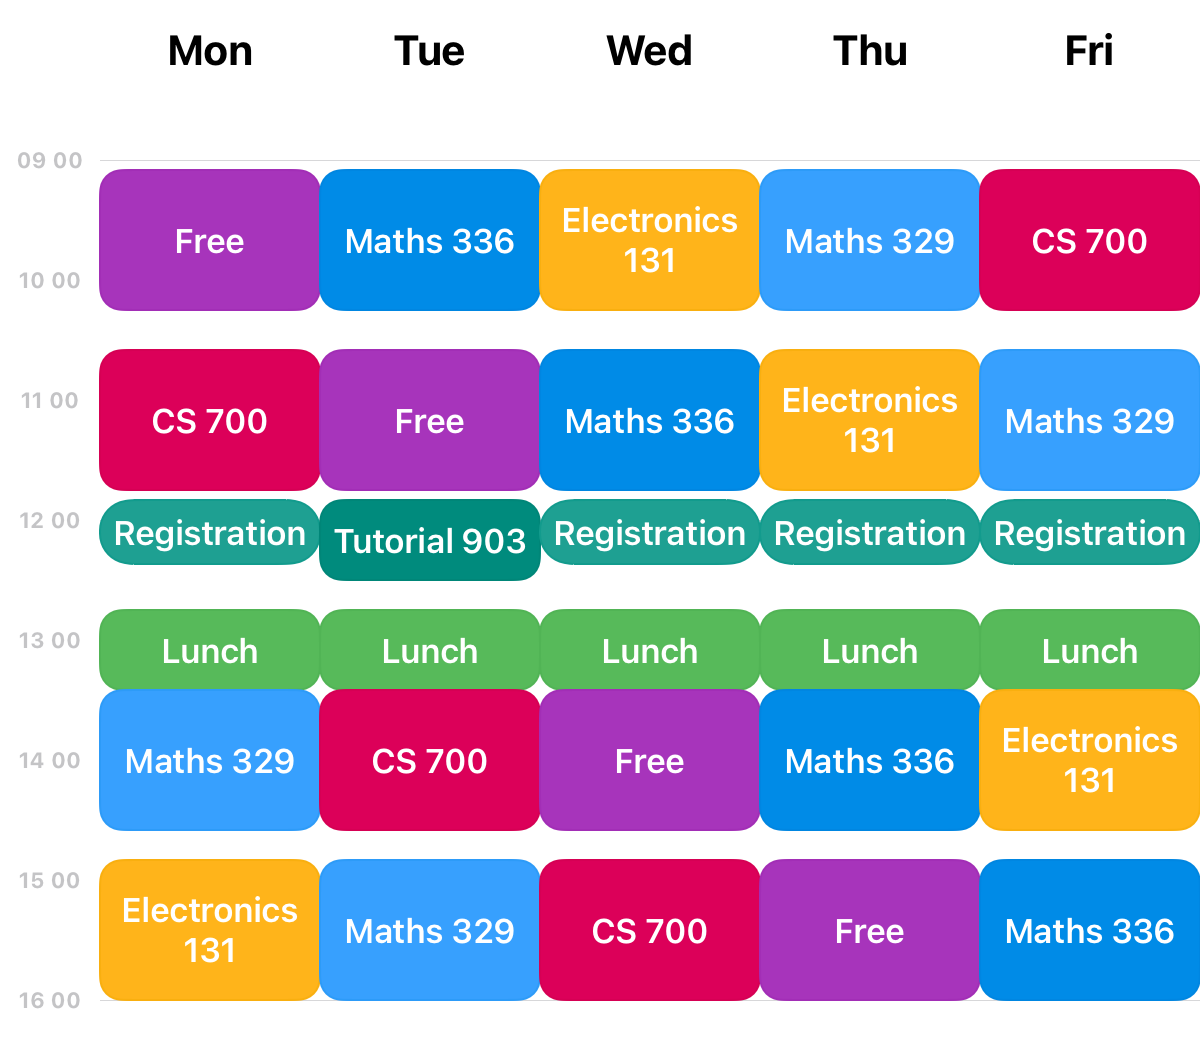 Mon Tue Wed Thu Fri
09 00
Free Maths 336 Electronics 131 Maths 329 CS 700
10 00
11 00
CS 700 Free Maths 336 Electronics 131 Maths 329
12 00
Registration Tutorial 903 Registration Registration Registration
13 00
Lunch Lunch Lunch Lunch Lunch
14 00
Maths 329 CS 700 Free Maths 336 Electronics 131
15 00
Electronics 131 Maths 329 CS 700 Free Maths 336
16 00